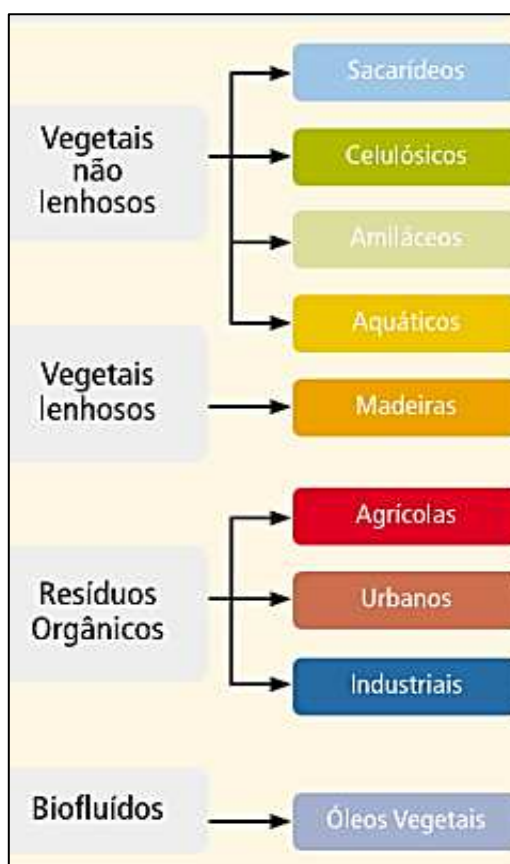 Vegetais
não
lenhosos
Sacarídeos
Celulósicos
Amiláceos
Aquáticos
Vegetais
lenhosos
Madeiras
Resíduos
Orgânicos
Agrícolas
Urbanos
Industriais
Biofluídos
Óleos Vegetais